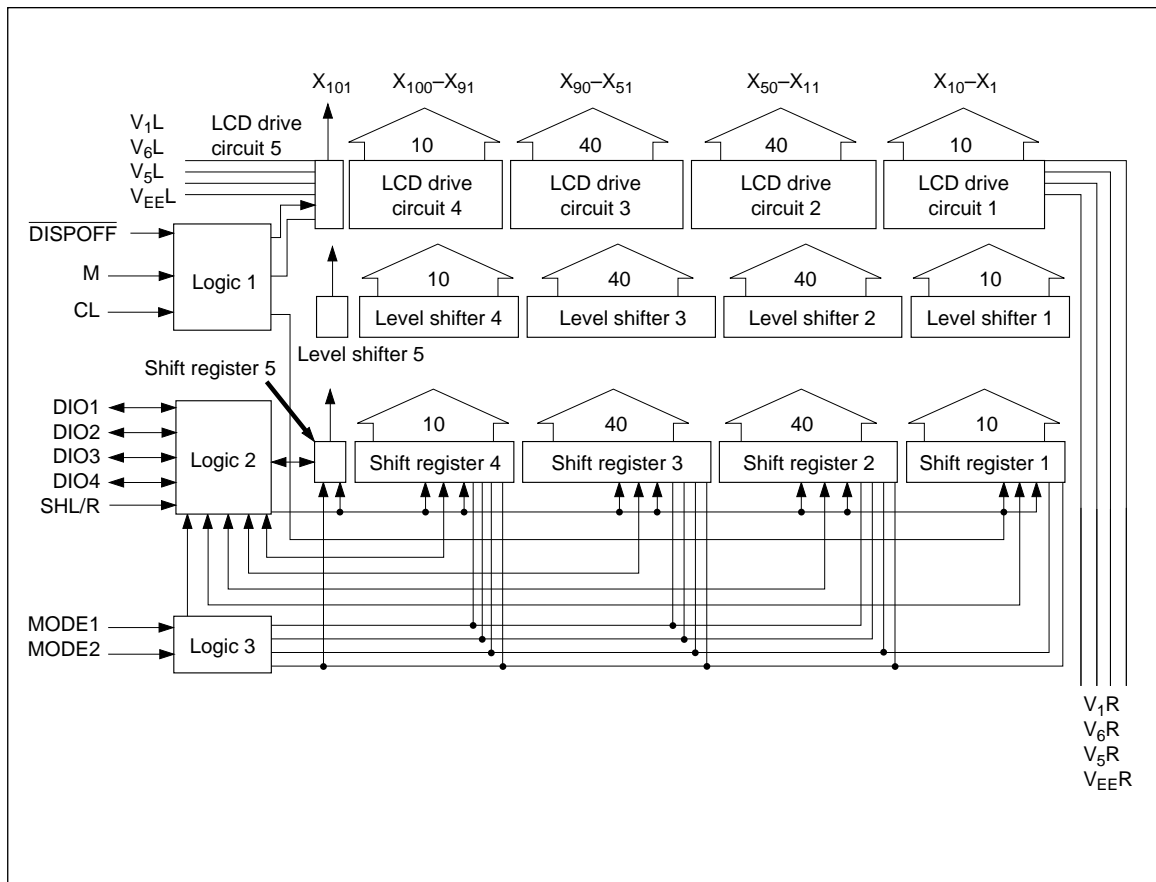 X101 X100–X91 X90–X51 X50–X11 X10–X1
V1L
V6L
V5L
VEEL
LCD drive
circuit 5
10 40 40 10
LCD drive
circuit 4
LCD drive
circuit 3
LCD drive
circuit 2
LCD drive
circuit 1
DISPOFF
M
CL
Logic 1
10 40 40 10
Level shifter 4 Level shifter 3 Level shifter 2 Level shifter 1
Level shifter 5
Shift register 5
DIO1
DIO2
DIO3
DIO4
SHL/R
Logic 2
10 40 40 10
Shift register 4 Shift register 3 Shift register 2 Shift register 1
MODE1
MODE2
Logic 3
V1R
V6R
V5R
VEER